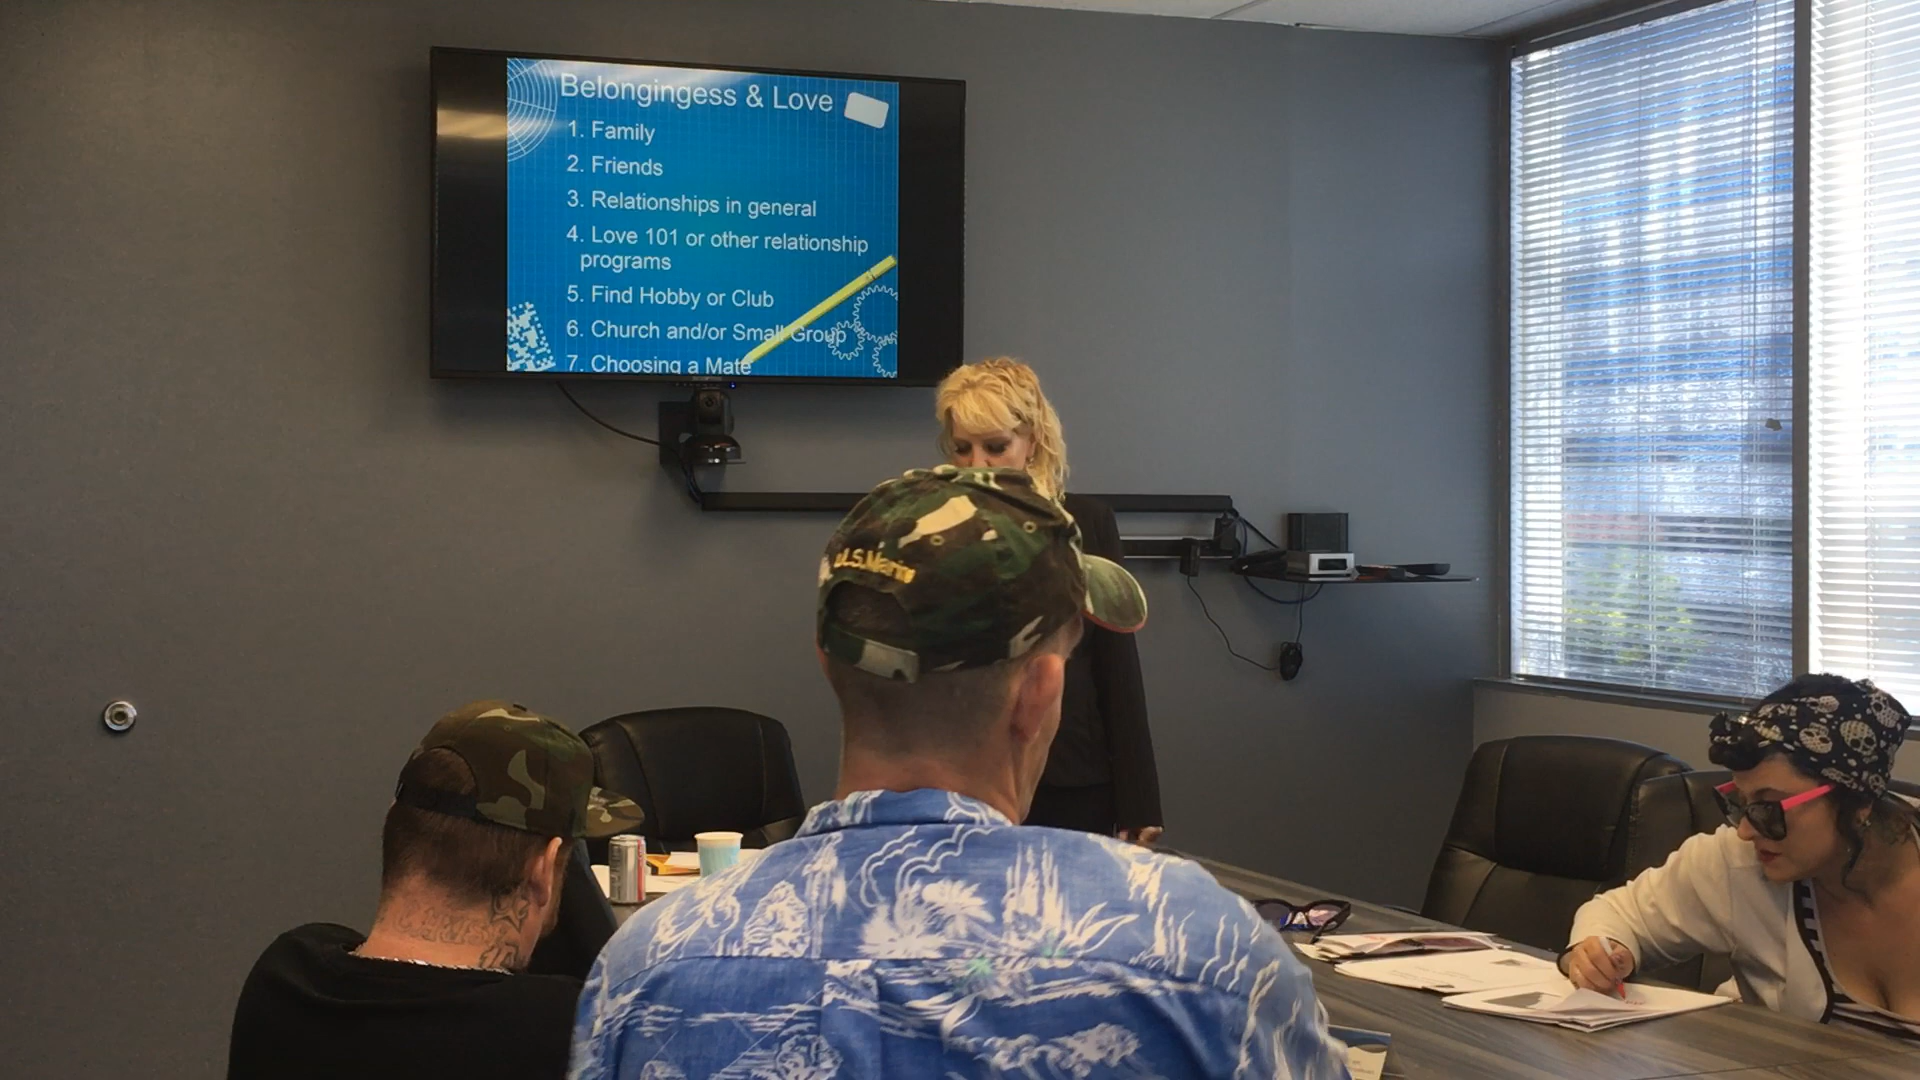 Belongingess & Love
1. Family
2. Friends
3. Relationships in general
4. Love 101 or other relationship
programs
5. Find Hobby or Club
6. Church and/or Small Group
7. Choosing a Mate
U.S. Marine